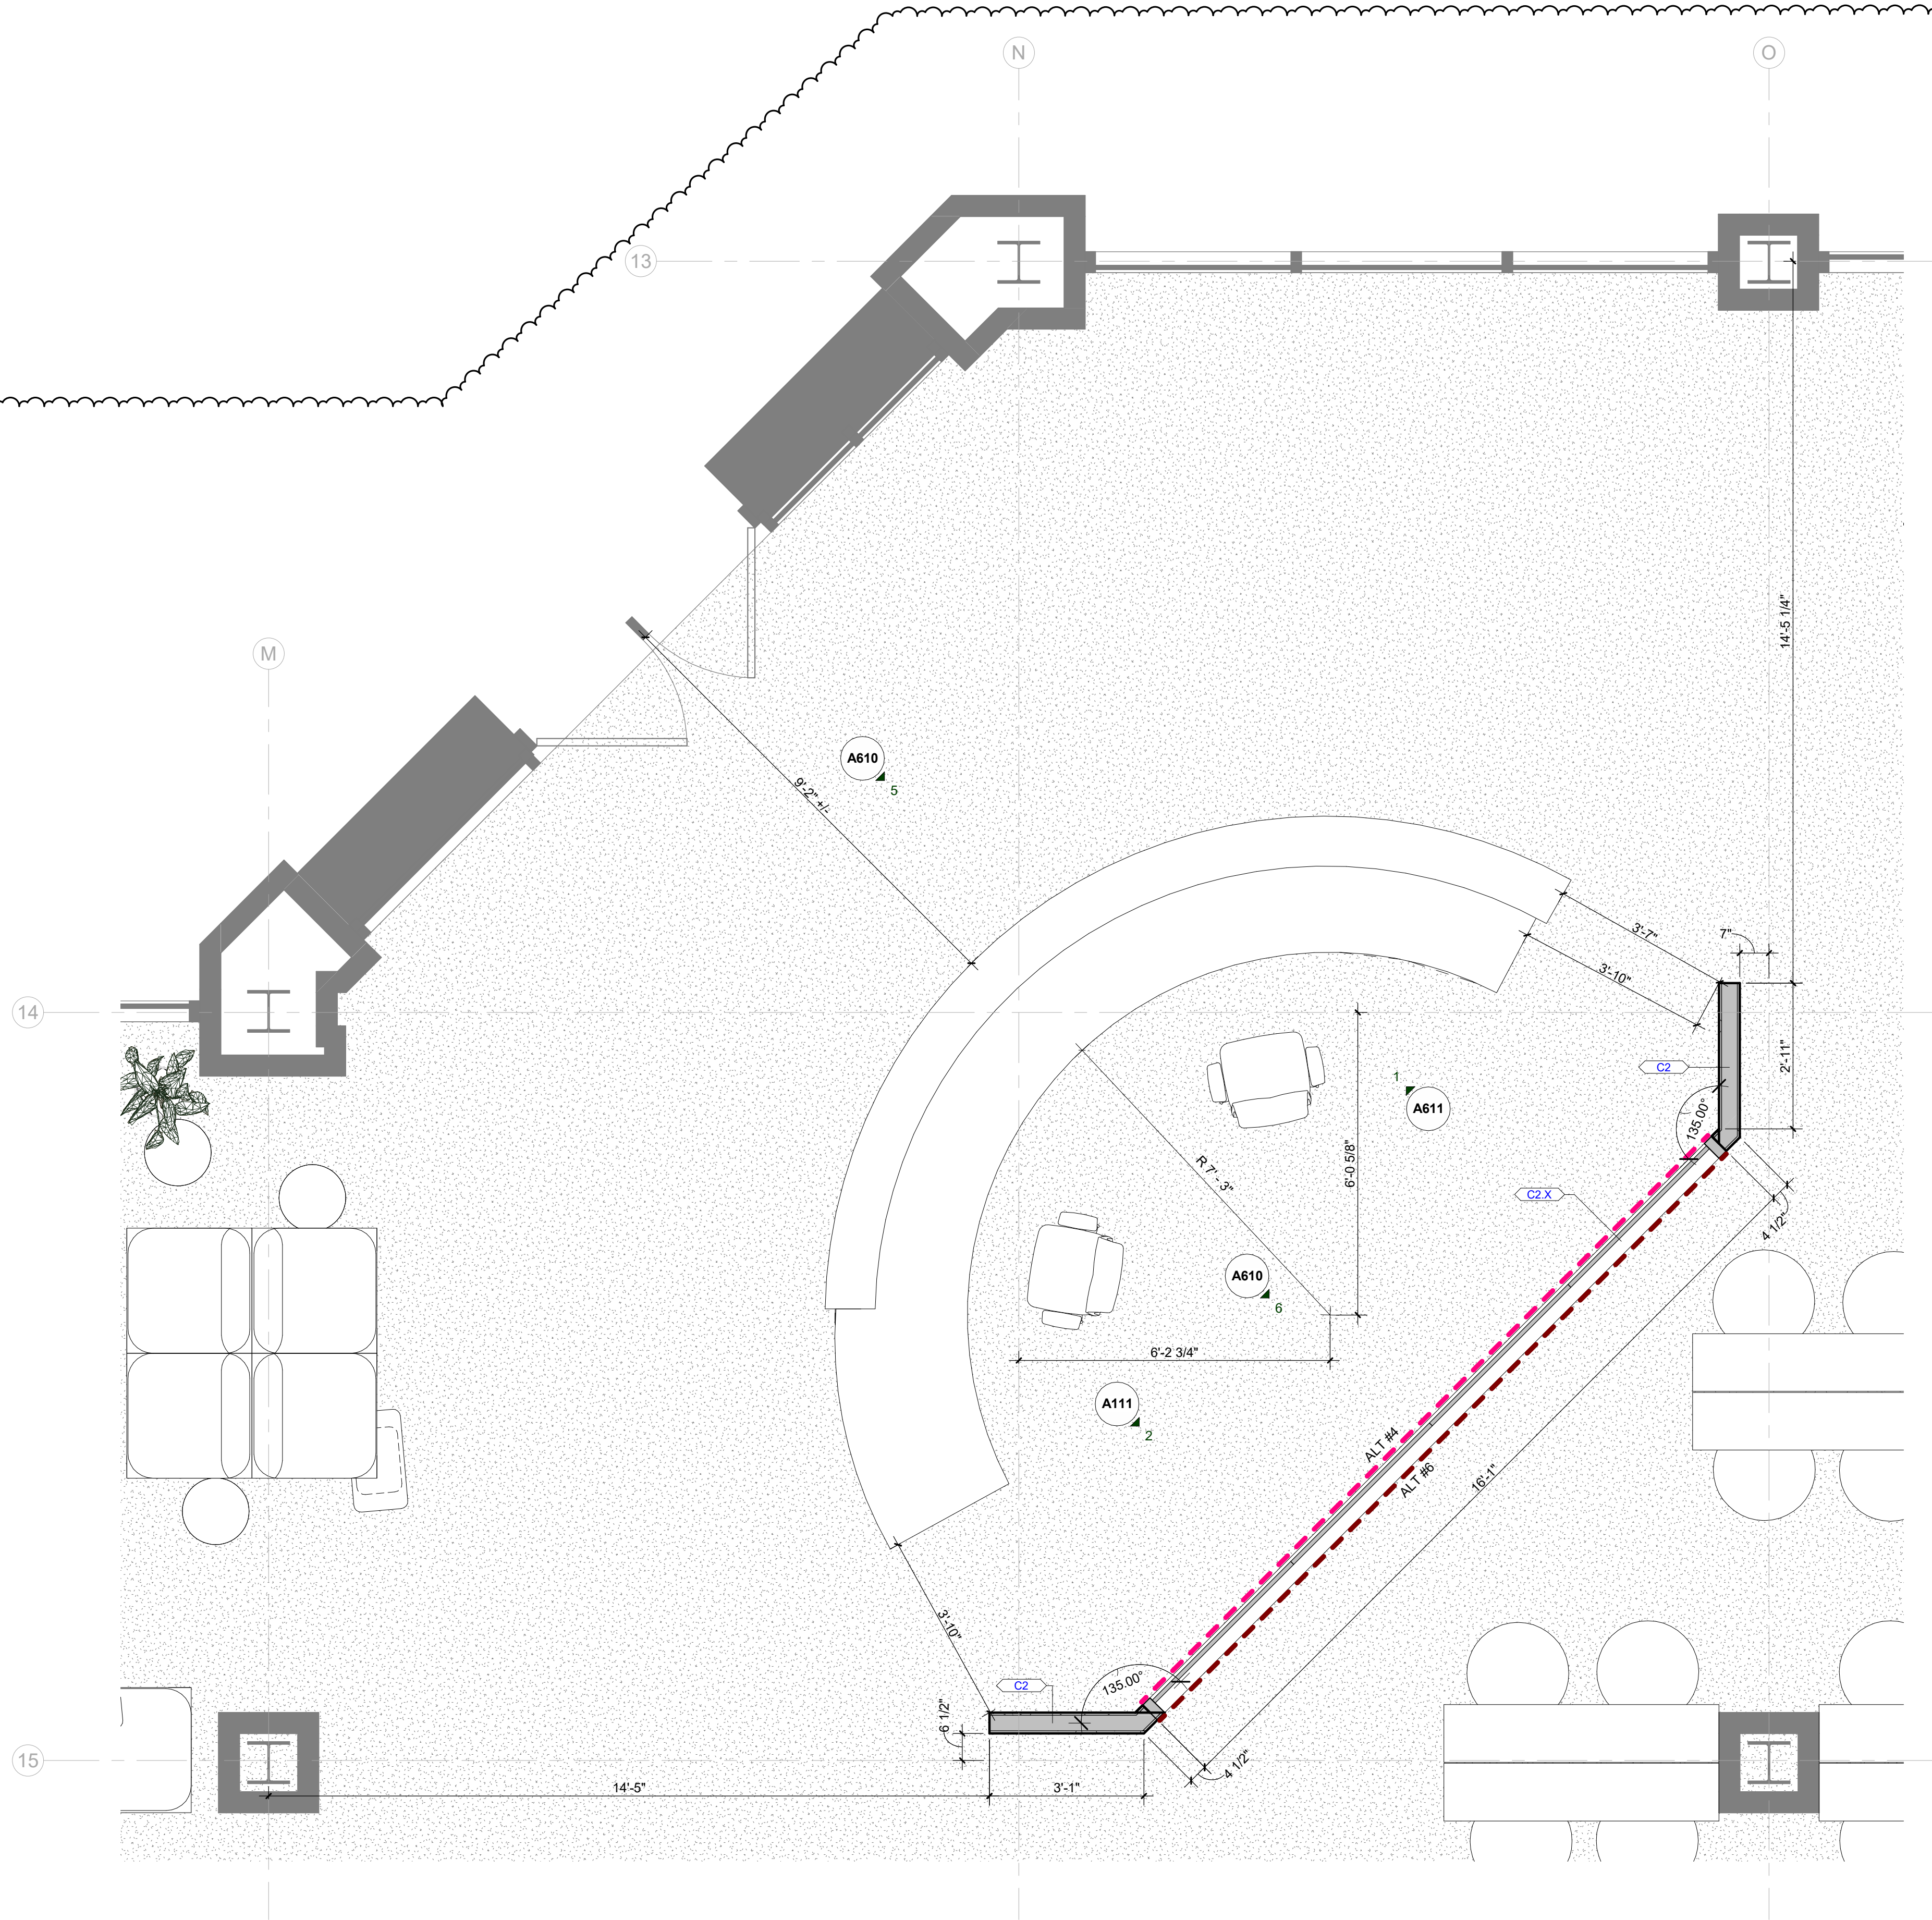 N
O
13
M
14'-5 1/4"
A610
5
9'-2" +/-
3'-7"
7"
3'-10"
14
2'-11"
C2
1
A611
135.00°
6'-0 5/8"
R 7' - 3"
C2.X
4 1/2"
A610
6
6'-2 3/4"
A111
2
ALT #4
ALT #6
16'-1"
3'-10"
C2
135.00°
6 1/2"
15
14'-5"
3'-1"
4 1/2"